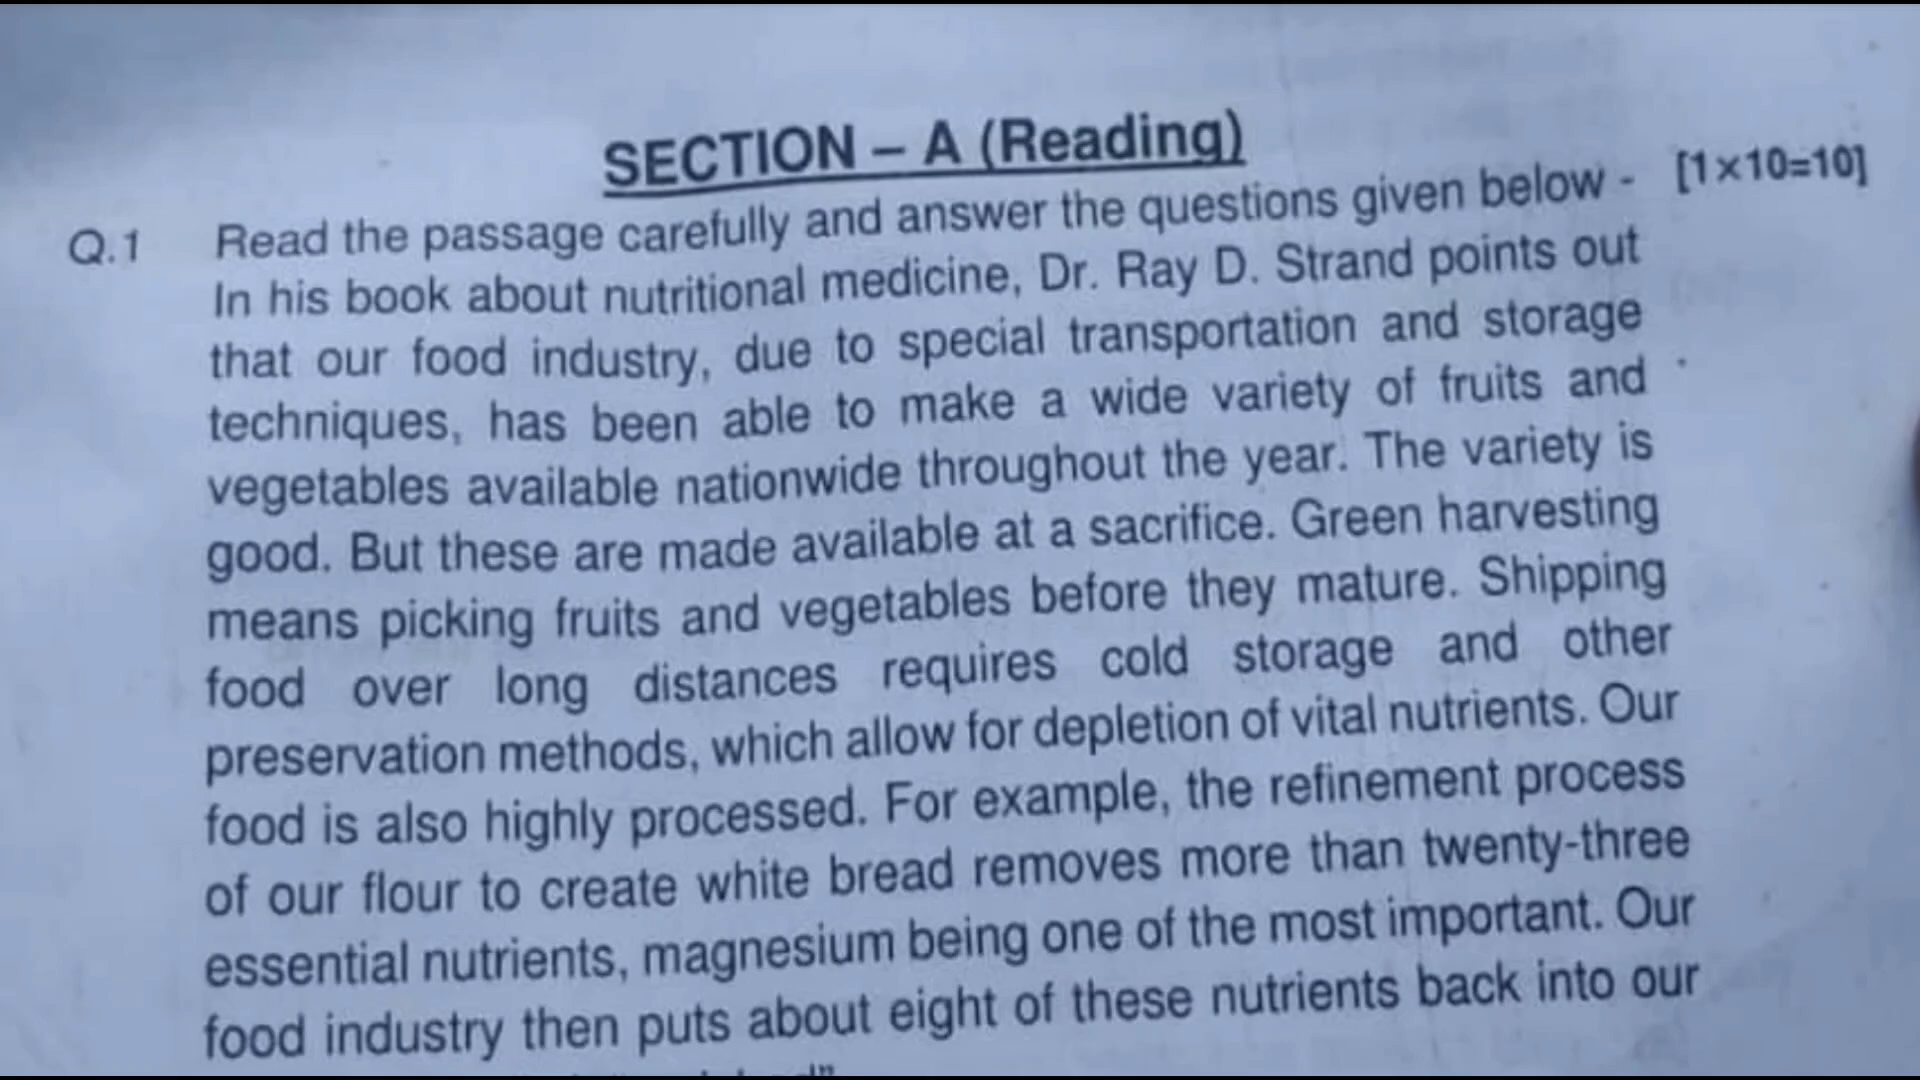 SECTION – A (Reading)
Q.1 Read the passage carefully and answer the questions given below - [1×10=10]
In his book about nutritional medicine, Dr. Ray D. Strand points out
that our food industry, due to special transportation and storage
techniques, has been able to make a wide variety of fruits and
vegetables available nationwide throughout the year. The variety is
good. But these are made available at a sacrifice. Green harvesting
means picking fruits and vegetables before they mature. Shipping
food over long distances requires cold storage and other
preservation methods, which allow for depletion of vital nutrients. Our
food is also highly processed. For example, the refinement process
of our flour to create white bread removes more than twenty-three
essential nutrients, magnesium being one of the most important. Our
food industry then puts about eight of these nutrients back into our